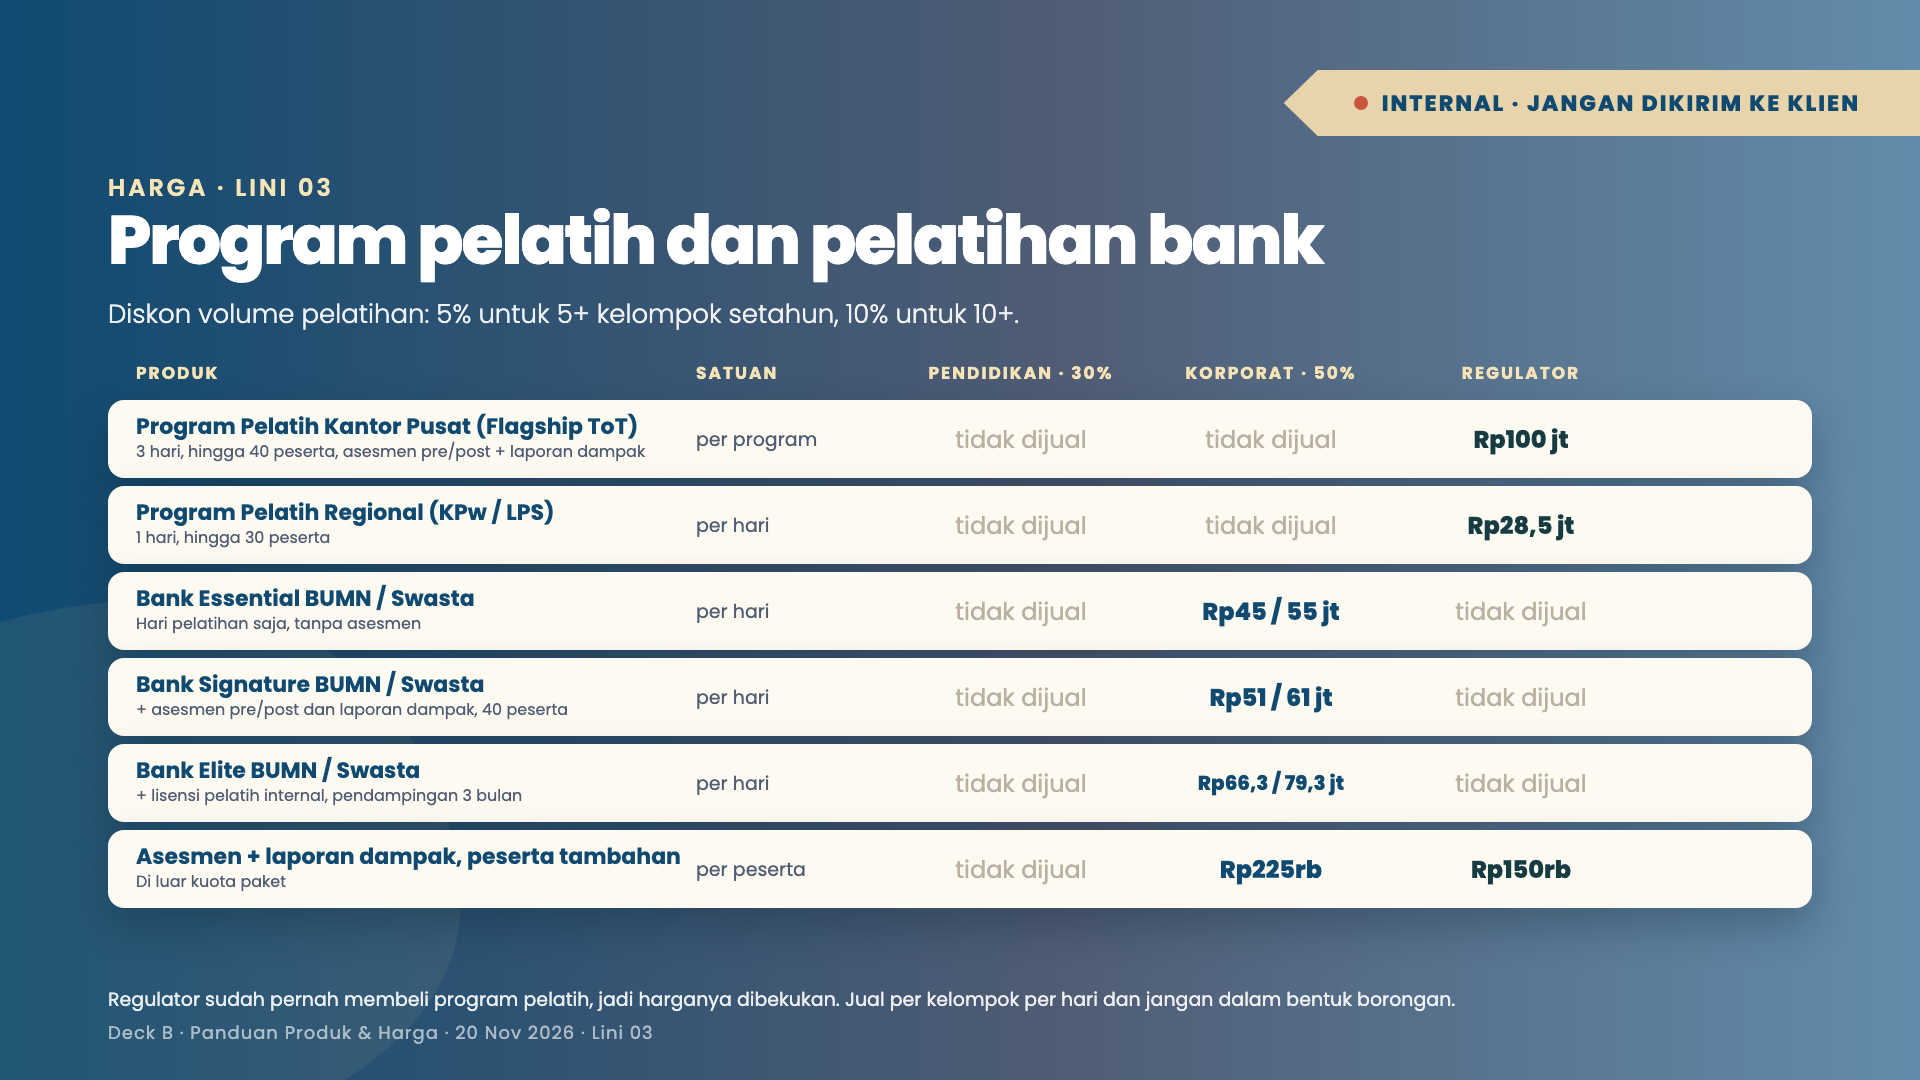 INTERNAL · JANGAN DIKIRIM KE KLIEN
HARGA · LINI 03
Program pelatih dan pelatihan bank
Diskon volume pelatihan: 5% untuk 5+ kelompok setahun, 10% untuk 10+.
PRODUK SATUAN PENDIDIKAN · 30% KORPORAT · 50% REGULATOR
Program Pelatih Kantor Pusat (Flagship ToT)
3 hari, hingga 40 peserta, asesmen pre/post + laporan dampak
per program tidak dijual tidak dijual Rp100 jt
Program Pelatih Regional (KPw / LPS)
1 hari, hingga 30 peserta
per hari tidak dijual tidak dijual Rp28,5 jt
Bank Essential BUMN / Swasta
Hari pelatihan saja, tanpa asesmen
per hari tidak dijual Rp45 / 55 jt tidak dijual
Bank Signature BUMN / Swasta
+ asesmen pre/post dan laporan dampak, 40 peserta
per hari tidak dijual Rp51 / 61 jt tidak dijual
Bank Elite BUMN / Swasta
+ lisensi pelatih internal, pendampingan 3 bulan
per hari tidak dijual Rp66,3 / 79,3 jt tidak dijual
Asesmen + laporan dampak, peserta tambahan
Di luar kuota paket
per peserta tidak dijual Rp225rb Rp150rb
Regulator sudah pernah membeli program pelatih, jadi harganya dibekukan. Jual per kelompok per hari dan jangan dalam bentuk borongan.
Deck B · Panduan Produk & Harga · 20 Nov 2026 · Lini 03